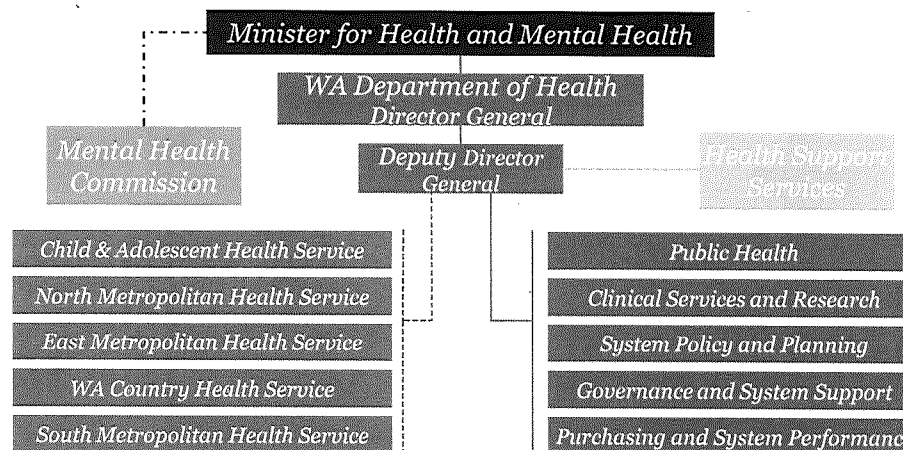 Minister for Health and Mental Health
WA Department of Health
Director General
Mental Health
Commission
Deputy Director
General
Health Support
Services
Child & Adolescent Health Service
North Metropolitan Health Service
East Metropolitan Health Service
WA Country Health Service
South Metropolitan Health Service
Public Health
Clinical Services and Research
System Policy and Planning
Governance and System Support
Purchasing and System Performanc